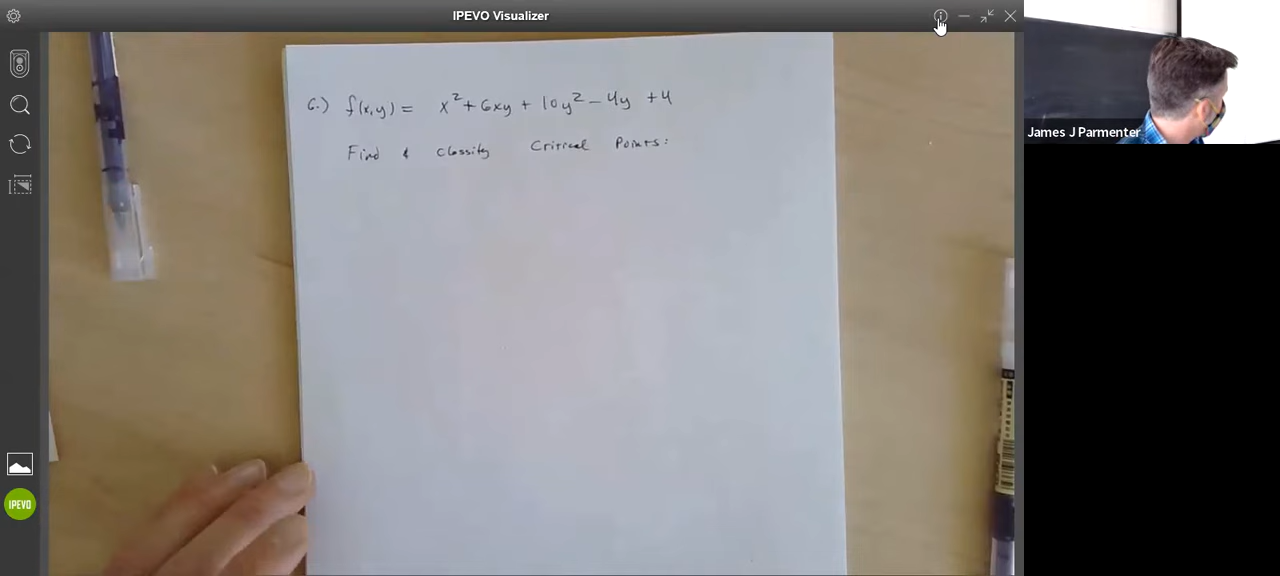 IPEVO Visualizer
6.) f(x,y) = x²+6xy + 10y² - 4y +4
Find & Classify Critical Points:
James J Parmenter
IPEVO